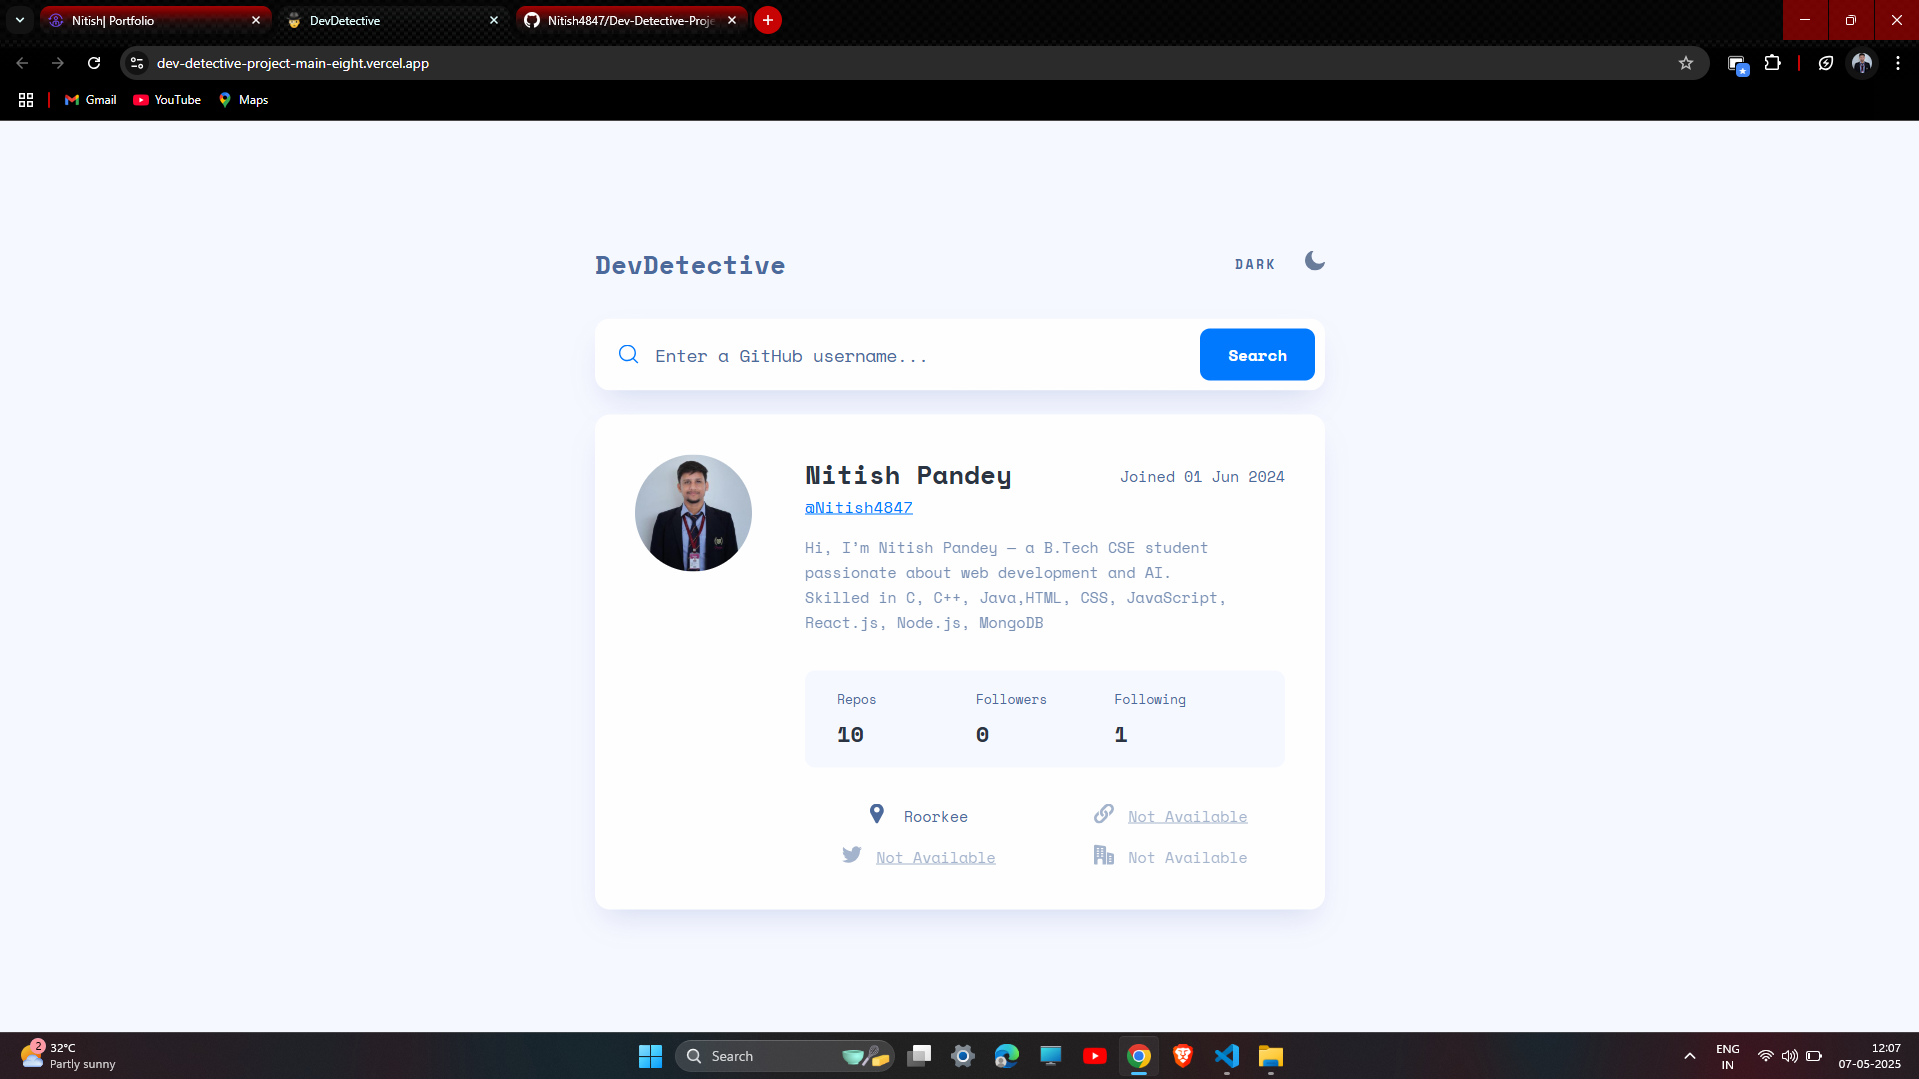 Nitish| Portfolio
DevDetective
Nitish4847/Dev-Detective-Proje
dev-detective-project-main-eight.vercel.app
Gmail
YouTube
Maps
DevDetective
DARK
Enter a GitHub username...
Search
Nitish Pandey
Joined 01 Jun 2024
@Nitish4847
Hi, I'm Nitish Pandey — a B.Tech CSE student
passionate about web development and AI.
Skilled in C, C++, Java,HTML, CSS, JavaScript,
React.js, Node.js, MongoDB
Repos
Followers
Following
10
0
1
Roorkee
Not Available
Not Available
Not Available
2
32°C
Partly sunny
Search
ENG
IN
12:07
07-05-2025